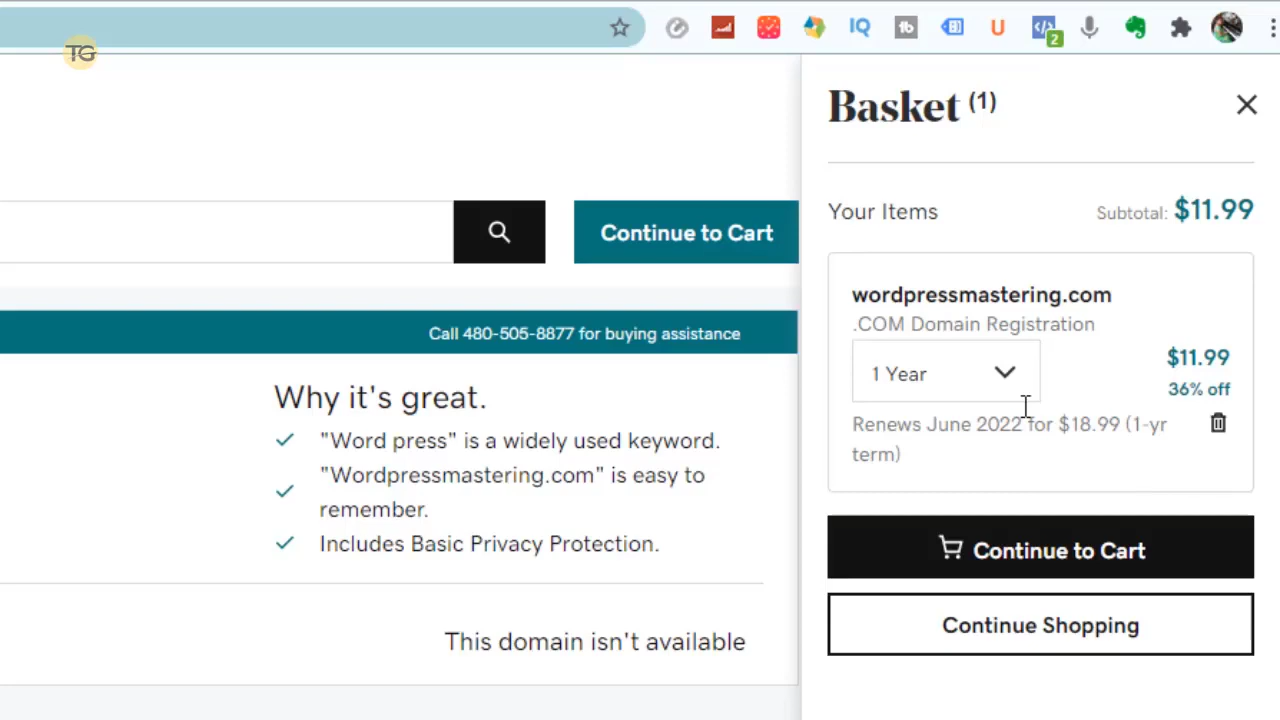 IQ
tb
U
2
TG
Basket (1)
Your Items
Subtotal: $11.99
Continue to Cart
wordpressmastering.com
.COM Domain Registration
Call 480-505-8877 for buying assistance
1 Year
$11.99
36% off
Renews June 2022 for $18.99 (1-yr
term)
Why it's great.
"Word press" is a widely used keyword.
"Wordpressmastering.com" is easy to
remember.
Includes Basic Privacy Protection.
Continue to Cart
Continue Shopping
This domain isn't available